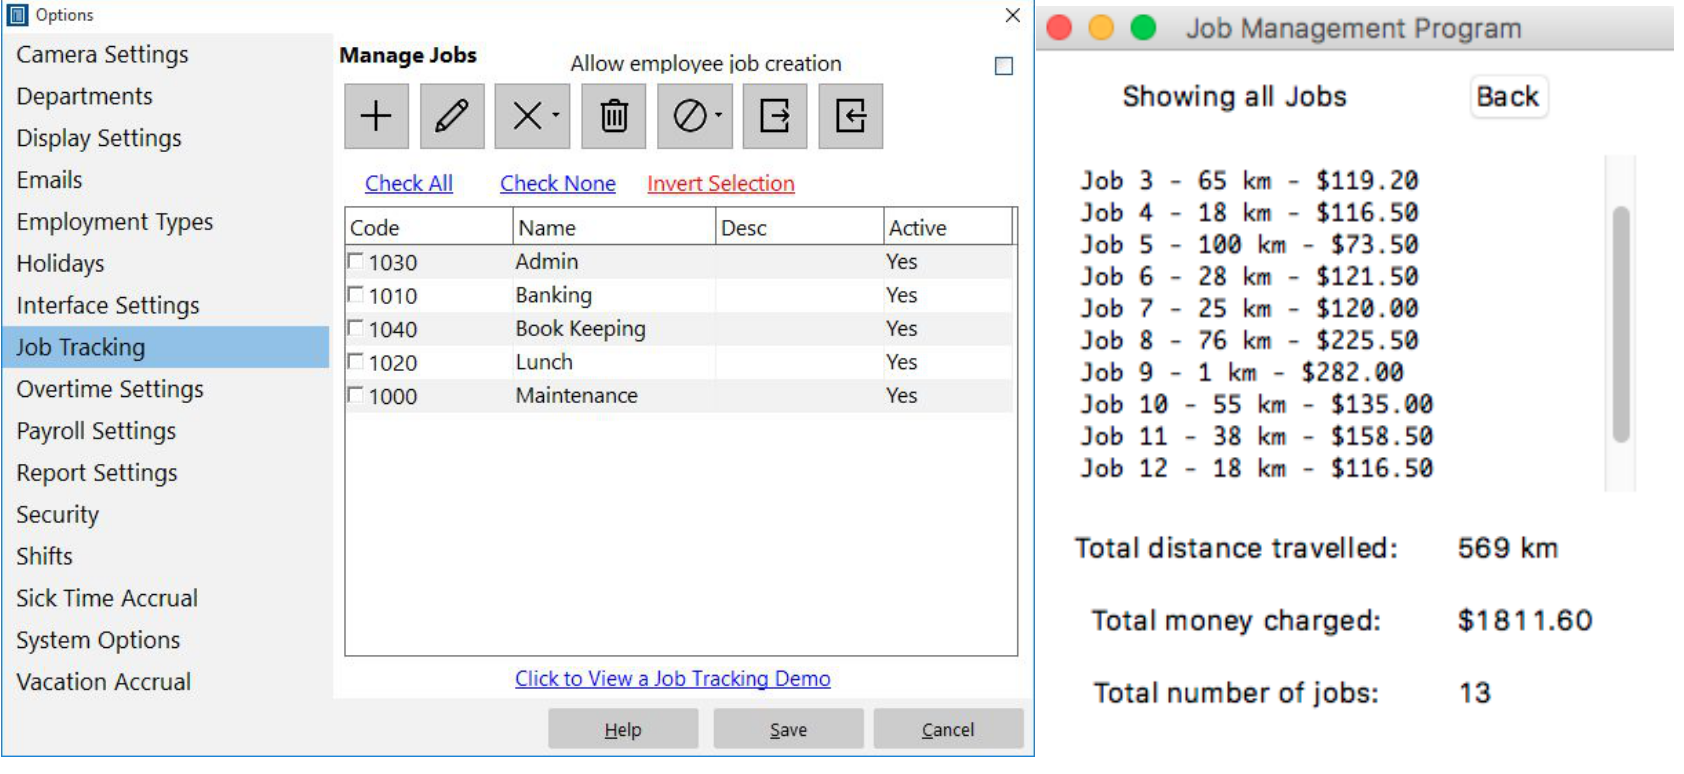 Options
Camera Settings
Departments
Display Settings
Emails
Employment Types
Holidays
Interface Settings
Job Tracking
Overtime Settings
Payroll Settings
Report Settings
Security
Shifts
Sick Time Accrual
System Options
Vacation Accrual
Manage Jobs
Allow employee job creation
Check All Check None Invert Selection
Code Name Desc Active
1030 Admin Yes
1010 Banking Yes
1040 Book Keeping Yes
1020 Lunch Yes
1000 Maintenance Yes
Click to View a Job Tracking Demo
Help Save Cancel
Job Management Program
Showing all Jobs Back
Job 3 - 65 km - $119.20
Job 4 - 18 km - $116.50
Job 5 - 100 km - $73.50
Job 6 - 28 km - $121.50
Job 7 - 25 km - $120.00
Job 8 - 76 km - $225.50
Job 9 - 1 km - $282.00
Job 10 - 55 km - $135.00
Job 11 - 38 km - $158.50
Job 12 - 18 km - $116.50
Total distance travelled: 569 km
Total money charged: $1811.60
Total number of jobs: 13